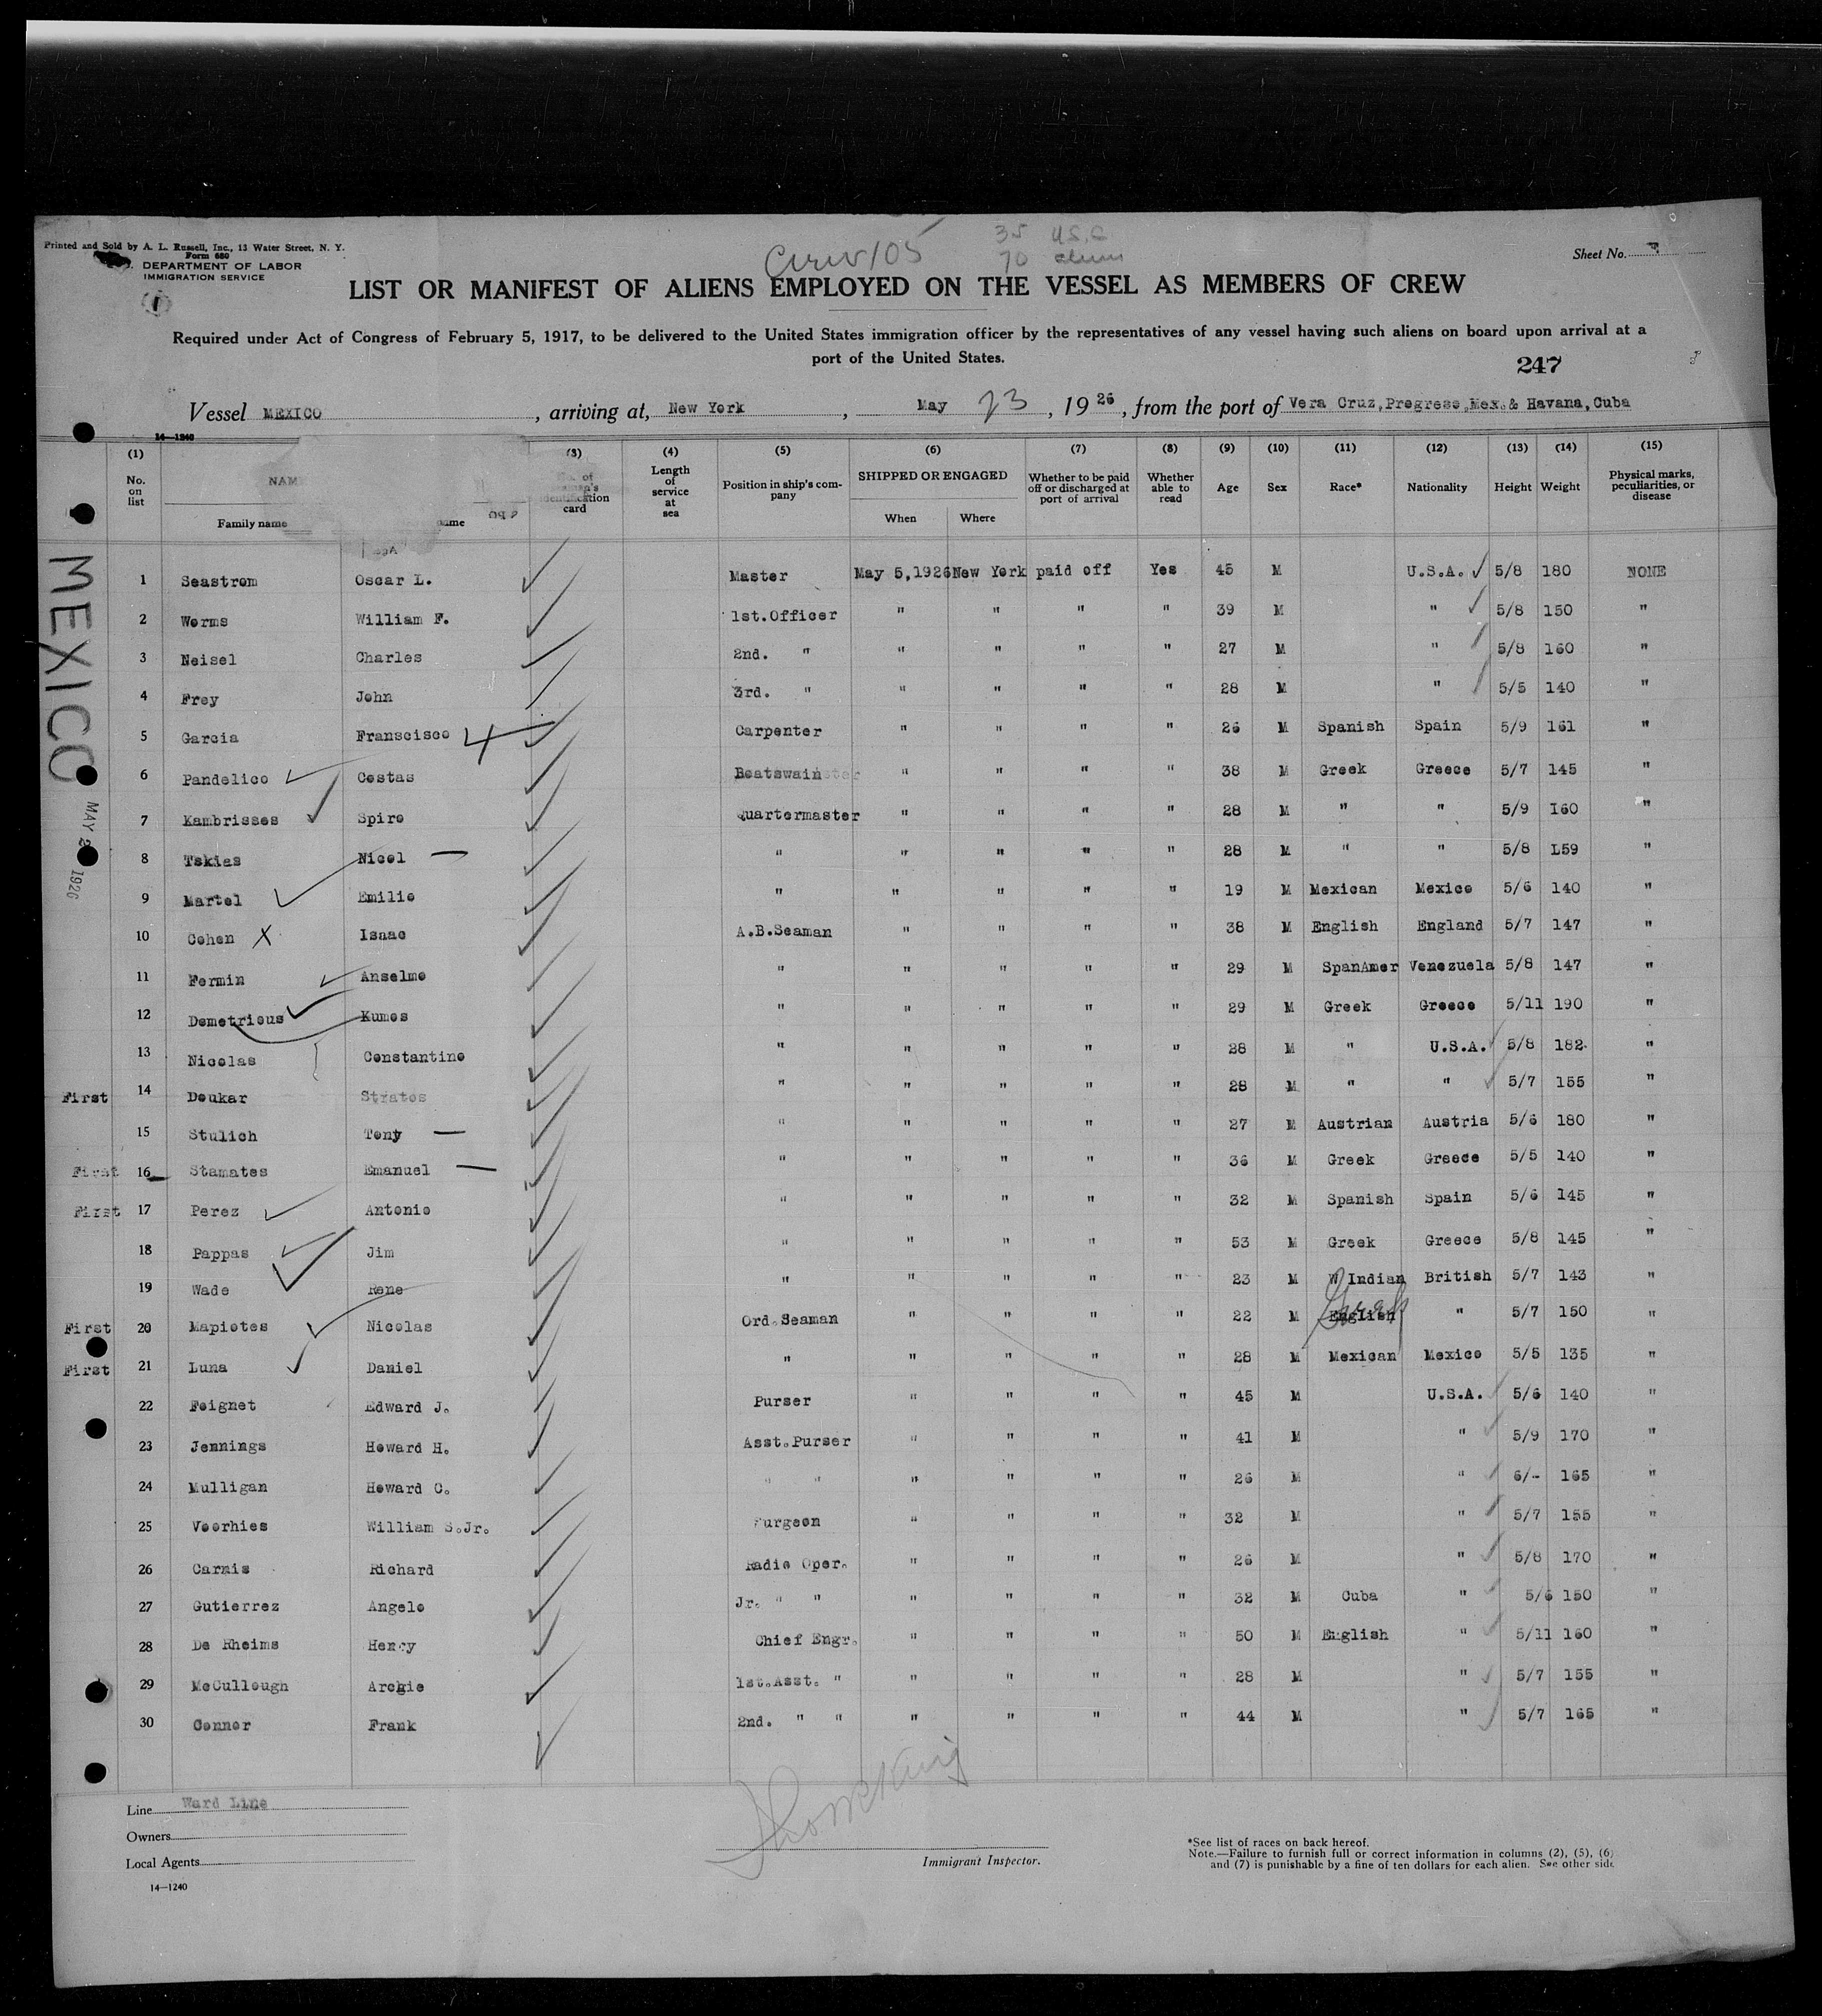 Crew 105
35 U.S.C
70 alien
Printed and Sold by A. L. Russell, Inc., 13 Water Street, N. Y.
Form 680
DEPARTMENT OF LABOR
IMMIGRATION SERVICE
(1)
Sheet No.
LIST OR MANIFEST OF ALIENS EMPLOYED ON THE VESSEL AS MEMBERS OF CREW
Required under Act of Congress of February 5, 1917, to be delivered to the United States immigration officer by the representatives of any vessel having such aliens on board upon arrival at a
port of the United States.
247
Vessel MEXICO, arriving at, New York, May 23, 1926, from the port of Vera Cruz, Progreso, Mex. & Havana, Cuba
14—1240
(1) (3) (4) (5) (6) (7) (8) (9) (10) (11) (12) (13) (14) (15)
No. on list NAM Family name name identification card Length of service at sea Position in ship's company SHIPPED OR ENGAGED When Where Whether to be paid off or discharged at port of arrival Whether able to read Age Sex Race* Nationality Height Weight Physical marks, peculiarities, or disease
MEXICO
MAY 2 1926
1 Seastrom Oscar L. Master May 5,1926 New York paid off Yes 45 M U.S.A. 5/8 180 NONE
2 Worms William F. 1st.Officer " " " " 39 M " 5/8 150 "
3 Neisel Charles 2nd. " " " " " 27 M " 5/8 160 "
4 Frey John 3rd. " " " " " 28 M " 5/5 140 "
5 Garcia Franscisco Carpenter " " " " 26 M Spanish Spain 5/9 161 "
6 Pandelico Costas Boatswain " " " " 38 M Greek Greece 5/7 145 "
7 Kambrisses Spiro Quartermaster " " " " 28 M " " 5/9 160 "
8 Tskias Nicol — " " " " " 28 M " " 5/8 159 "
9 Martel Emilio " " " " " 19 M Mexican Mexico 5/6 140 "
10 Cohen X Isaac A.B.Seaman " " " " 38 M English England 5/7 147 "
11 Fermin Anselmo " " " " " 29 M SpanAmer Venezuela 5/8 147 "
12 Demetrious Kumos " " " " " 29 M Greek Greece 5/11 190 "
13 Nicolas Constantino " " " " " 28 M " U.S.A. 5/8 182 "
First 14 Doukar Stratos " " " " " 28 M " " 5/7 155 "
15 Stulich Tony — " " " " " 27 M Austrian Austria 5/6 180 "
First 16 Stamates Emanuel — " " " " " 36 M Greek Greece 5/5 140 "
First 17 Perez Antonio " " " " " 32 M Spanish Spain 5/6 145 "
18 Pappas Jim " " " " " 53 M Greek Greece 5/8 145 "
19 Wade Rene " " " " " 23 M W Indian British 5/7 143 "
First 20 Mapiotes Nicolas Ord.Seaman " " " " 22 M English Greek " 5/7 150 "
First 21 Luna Daniel " " " " " 28 M Mexican Mexico 5/5 135 "
22 Foignet Edward J. Purser " " " " 45 M U.S.A. 5/6 140 "
23 Jennings Howard H. Asst.Purser " " " " 41 M " 5/9 170 "
24 Mulligan Howard C. " " " " " " 26 M " 6/- 165 "
25 Voorhies William S.Jr. Surgeon " " " " 32 M " 5/7 155 "
26 Carnis Richard Radio Oper. " " " " 26 M " 5/8 170 "
27 Gutierrez Angelo Jr. " " " " " " 32 M Cuba " 5/6 150 "
28 De Rheims Henry Chief Engr. " " " " 50 M English " 5/11 160 "
29 McCullough Archie 1st.Asst. " " " " " 28 M " 5/7 155 "
30 Connor Frank 2nd. " " " " " " 44 M " 5/7 165 "
Line Ward Line
Owners
Local Agents
14—1240
Immigrant Inspector.
*See list of races on back hereof.
Note.—Failure to furnish full or correct information in columns (2), (5), (6)
and (7) is punishable by a fine of ten dollars for each alien. See other side